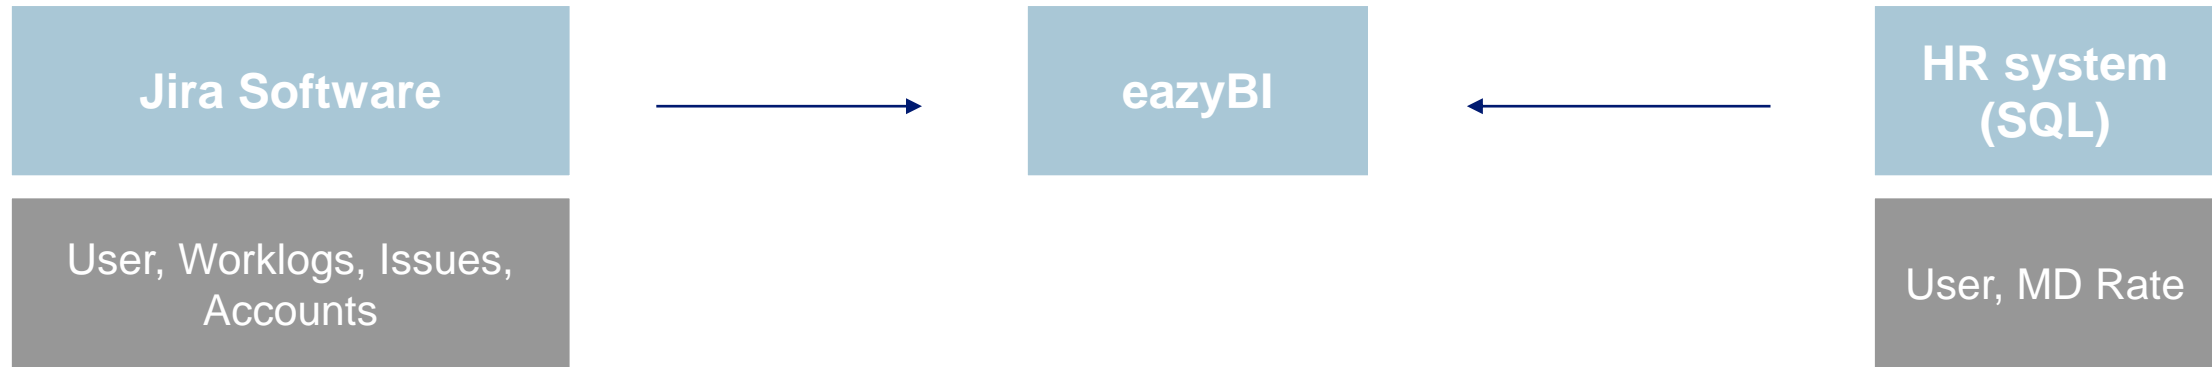 Jira Software
eazyBI
HR system
(SQL)
User, Worklogs, Issues,
Accounts
User, MD Rate